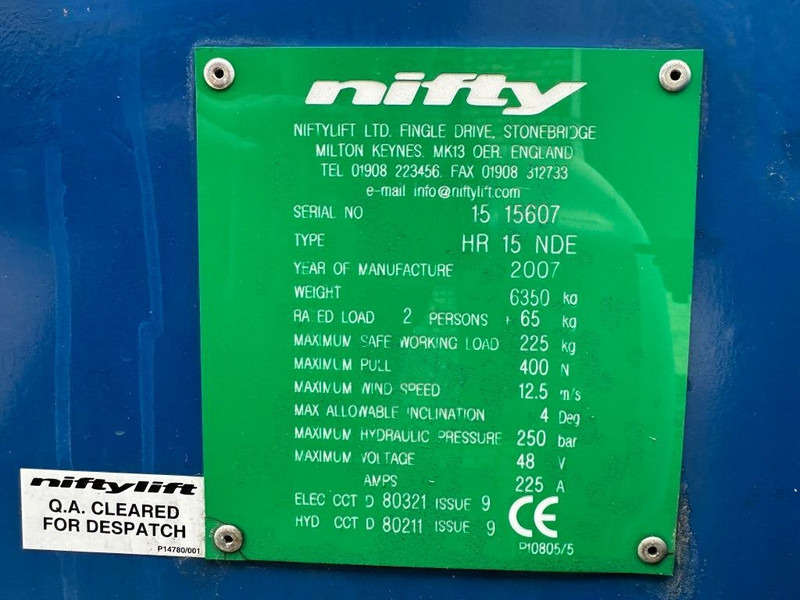 nifty
NIFTYLIFT LTD. FINGLE DRIVE, STONEBRIDGE
MILTON KEYNES. MK13 OER. ENGLAND
TEL 01908 223456. FAX 01908 312733
e-mail info@niftylift.com
SERIAL NO 15 15607
TYPE HR 15 NDE
YEAR OF MANUFACTURE 2007
WEIGHT 6350 kg
RATED LOAD 2 PERSONS + 65 kg
MAXIMUM SAFE WORKING LOAD 225 kg
MAXIMUM PULL 400 N
MAXIMUM WIND SPEED 12.5 m/s
MAX ALLOWABLE INCLINATION 4 Deg
MAXIMUM HYDRAULIC PRESSURE 250 bar
MAXIMUM VOLTAGE 48 V
AMPS 225 A
ELEC CCT D 80321 ISSUE 9
HYD CCT D 80211 ISSUE 9
CE
P10805/5
niftylift
Q.A. CLEARED
FOR DESPATCH
P14780/001